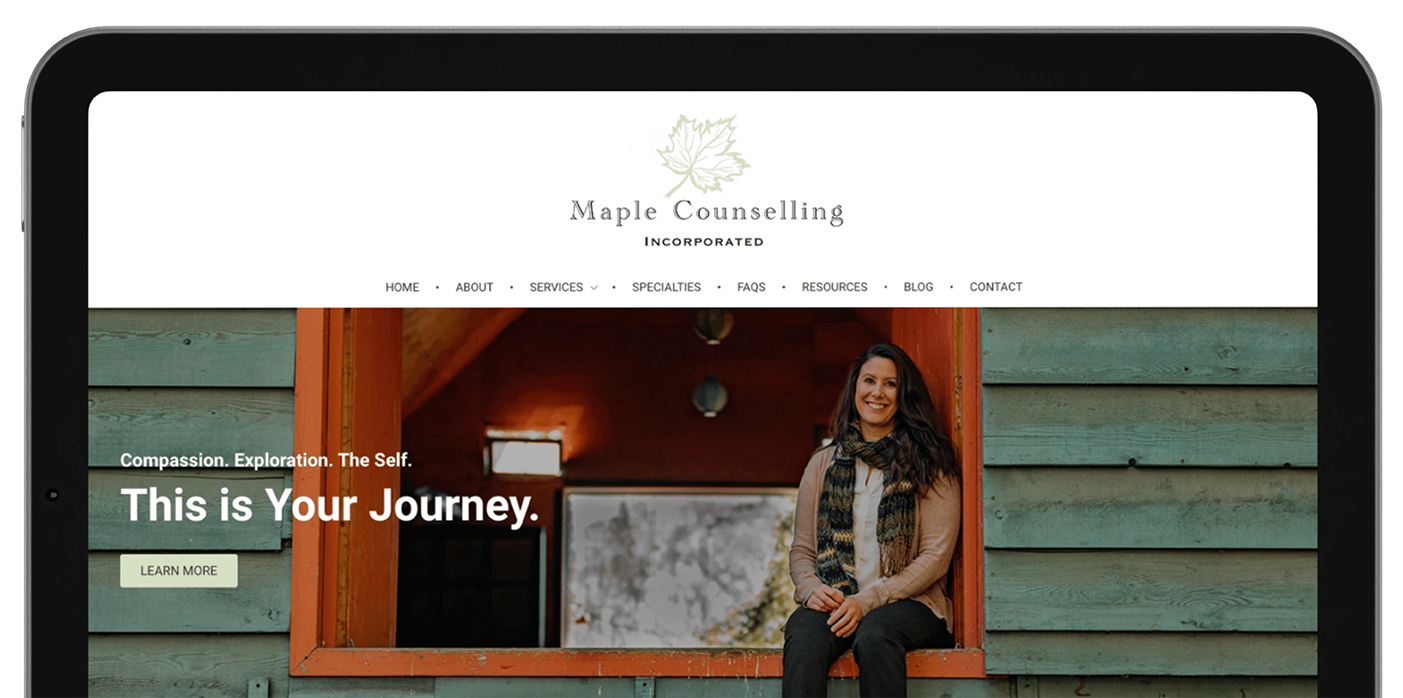 Maple Counselling
INCORPORATED
HOME • ABOUT • SERVICES • SPECIALTIES • FAQS • RESOURCES • BLOG • CONTACT
Compassion. Exploration. The Self.
This is Your Journey.
LEARN MORE